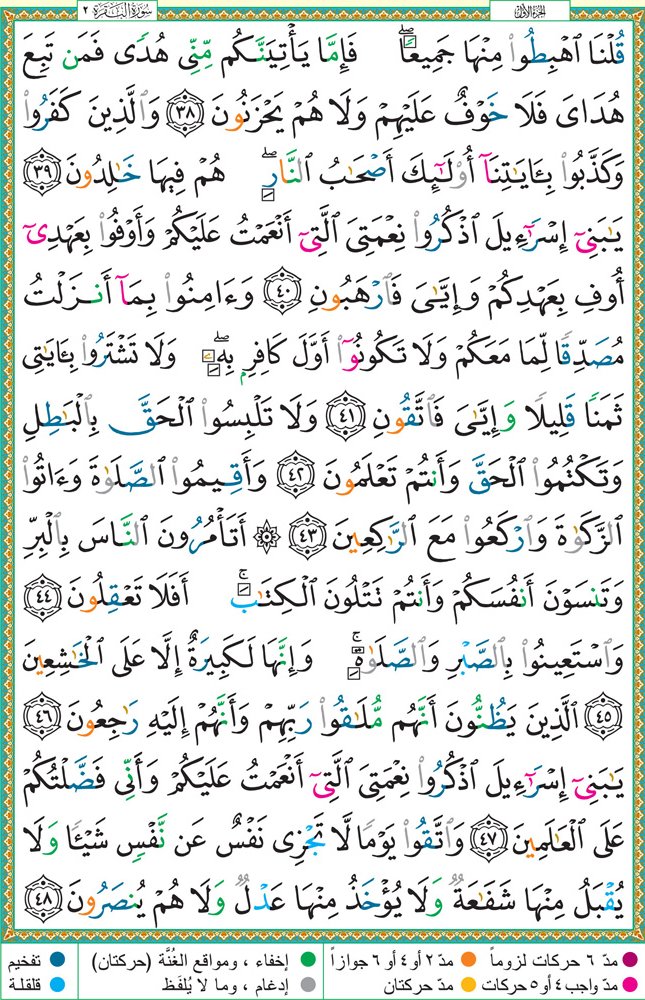 الجزء الأول
سورة البقرة ٢
قُلْنَا ٱهْبِطُوا۟ مِنْهَا جَمِيعًۭا ۖ فَإِمَّا يَأْتِيَنَّكُم مِّنِّى هُدًۭى فَمَن تَبِعَ
هُدَاىَ فَلَا خَوْفٌ عَلَيْهِمْ وَلَا هُمْ يَحْزَنُونَ ٣٨ وَٱلَّذِينَ كَفَرُوا۟
وَكَذَّبُوا۟ بِـَٔايَـٰتِنَآ أُو۟لَـٰٓئِكَ أَصْحَـٰبُ ٱلنَّارِ ۖ هُمْ فِيهَا خَـٰلِدُونَ ٣٩
يَـٰبَنِىٓ إِسْرَٰٓءِيلَ ٱذْكُرُوا۟ نِعْمَتِىَ ٱلَّتِىٓ أَنْعَمْتُ عَلَيْكُمْ وَأَوْفُوا۟ بِعَهْدِىٓ
أُوفِ بِعَهْدِكُمْ وَإِيَّـٰىَ فَٱرْهَبُونِ ٤٠ وَءَامِنُوا۟ بِمَآ أَنزَلْتُ
مُصَدِّقًۭا لِّمَا مَعَكُمْ وَلَا تَكُونُوٓا۟ أَوَّلَ كَافِرٍۭ بِهِۦ ۖ وَلَا تَشْتَرُوا۟ بِـَٔايَـٰتِى
ثَمَنًۭا قَلِيلًۭا وَإِيَّـٰىَ فَٱتَّقُونِ ٤١ وَلَا تَلْبِسُوا۟ ٱلْحَقَّ بِٱلْبَـٰطِلِ
وَتَكْتُمُوا۟ ٱلْحَقَّ وَأَنتُمْ تَعْلَمُونَ ٤٢ وَأَقِيمُوا۟ ٱلصَّلَوٰةَ وَءَاتُوا۟
ٱلزَّكَوٰةَ وَٱرْكَعُوا۟ مَعَ ٱلرَّٰكِعِينَ ٤٣ ۞ أَتَأْمُرُونَ ٱلنَّاسَ بِٱلْبِرِّ
وَتَنسَوْنَ أَنفُسَكُمْ وَأَنتُمْ تَتْلُونَ ٱلْكِتَـٰبَ ۚ أَفَلَا تَعْقِلُونَ ٤٤
وَٱسْتَعِينُوا۟ بِٱلصَّبْرِ وَٱلصَّلَوٰةِ ۚ وَإِنَّهَا لَكَبِيرَةٌ إِلَّا عَلَى ٱلْخَـٰشِعِينَ
٤٥ ٱلَّذِينَ يَظُنُّونَ أَنَّهُم مُّلَـٰقُوا۟ رَبِّهِمْ وَأَنَّهُمْ إِلَيْهِ رَٰجِعُونَ ٤٦
يَـٰبَنِىٓ إِسْرَٰٓءِيلَ ٱذْكُرُوا۟ نِعْمَتِىَ ٱلَّتِىٓ أَنْعَمْتُ عَلَيْكُمْ وَأَنِّى فَضَّلْتُكُمْ
عَلَى ٱلْعَـٰلَمِينَ ٤٧ وَٱتَّقُوا۟ يَوْمًۭا لَّا تَجْزِى نَفْسٌ عَن نَّفْسٍۢ شَيْـًۭٔا وَلَا
يُقْبَلُ مِنْهَا شَفَـٰعَةٌۭ وَلَا يُؤْخَذُ مِنْهَا عَدْلٌۭ وَلَا هُمْ يُنصَرُونَ ٤٨
مدّ ٦ حركات لزوماً مدّ ٢ أو ٤ أو ٦ جوازاً إخفاء ، ومواقع الغُنَّة (حركتان) تفخيم
مدّ واجب ٤ أو ٥ حركات مدّ حركتان إدغام ، وما لا يُلفَظ قلقلة